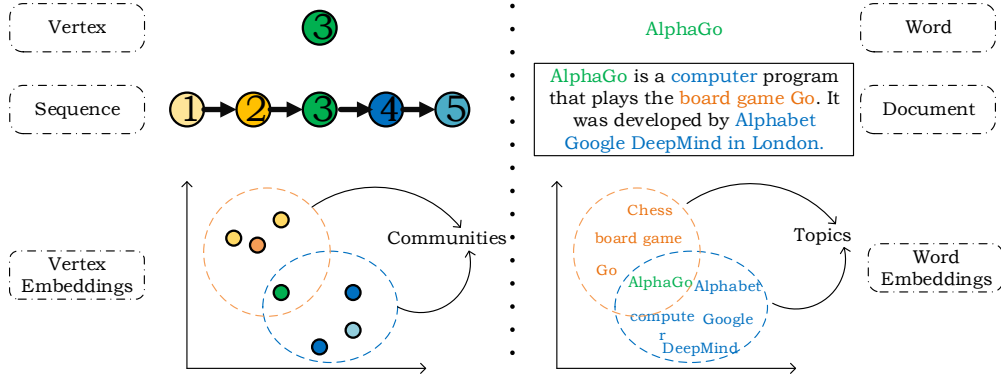 Vertex
3
AlphaGo
Word
Sequence
1 2 3 4 5
AlphaGo is a computer program
that plays the board game Go. It
was developed by Alphabet
Google DeepMind in London.
Document
Vertex
Embeddings
Communities
Chess
board game
Go
AlphaGo
Alphabet
compute
r
Google
DeepMind
Topics
Word
Embeddings